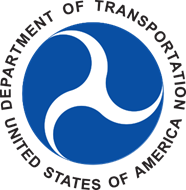 DEPARTMENT OF TRANSPORTATION
UNITED STATES OF AMERICA